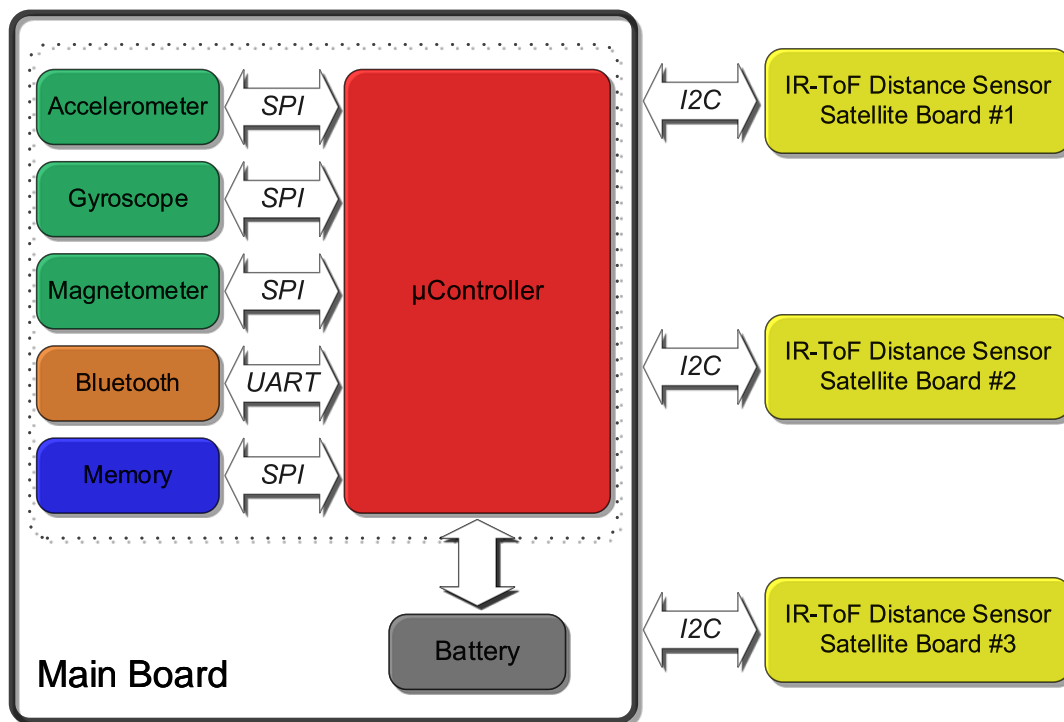 Accelerometer
SPI
Gyroscope
SPI
Magnetometer
SPI
Bluetooth
UART
Memory
SPI
µController
Battery
Main Board
I2C
IR-ToF Distance Sensor
Satellite Board #1
I2C
IR-ToF Distance Sensor
Satellite Board #2
I2C
IR-ToF Distance Sensor
Satellite Board #3